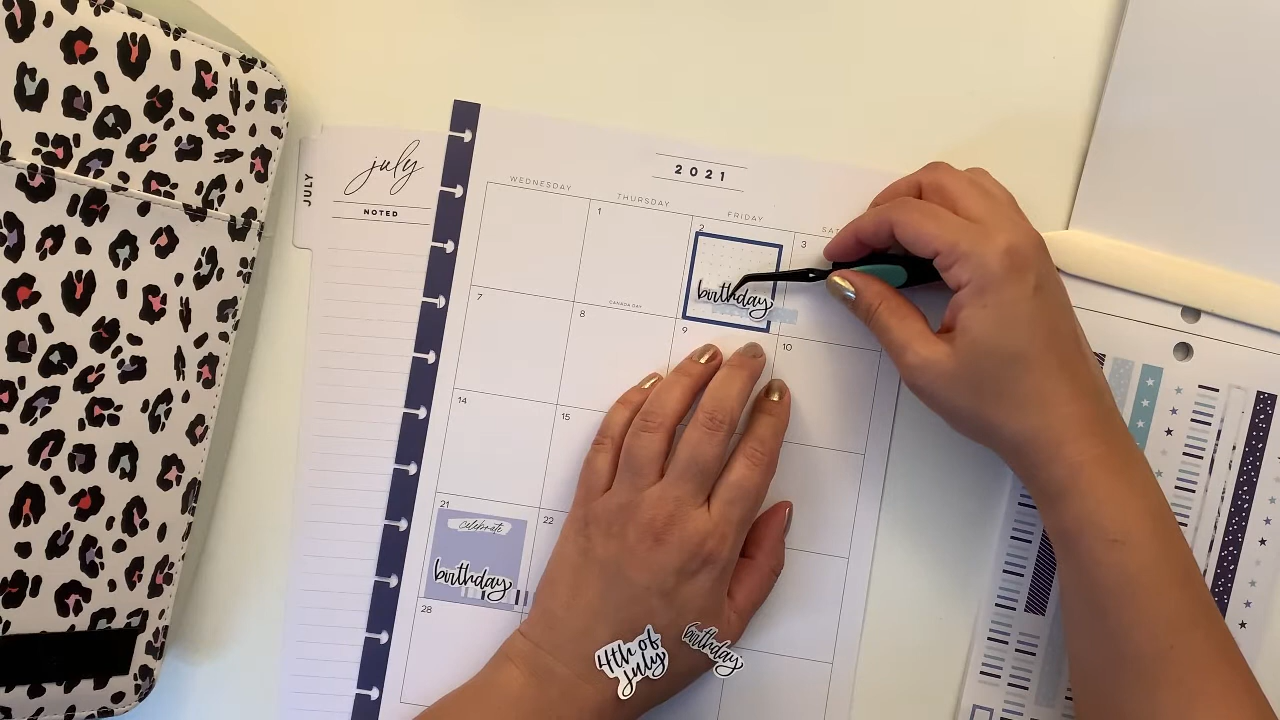 JULY
july
NOTED
2021
WEDNESDAY
THURSDAY
FRIDAY
1
2
3
birthday
CANADA DAY
7
8
9
10
14
15
21
22
celebrate
birthday
28
4th of
july
birthday